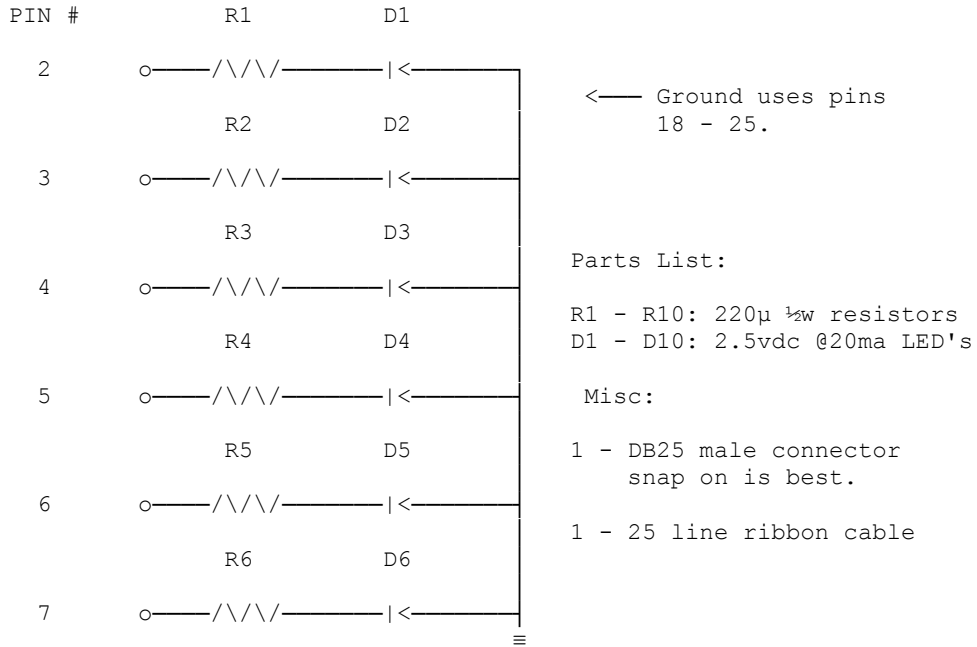 PIN # R1 D1
2 o────/\/\/───────|<───────┐
<─── Ground uses pins
18 - 25.
R2 D2
3 o────/\/\/───────|<───────┤
R3 D3
Parts List:
4 o────/\/\/───────|<───────┤
R1 - R10: 220µ ½w resistors
R4 D4
D1 - D10: 2.5vdc @20ma LED's
5 o────/\/\/───────|<───────┤
Misc:
R5 D5
1 - DB25 male connector
snap on is best.
6 o────/\/\/───────|<───────┤
1 - 25 line ribbon cable
R6 D6
7 o────/\/\/───────|<───────┤
≡